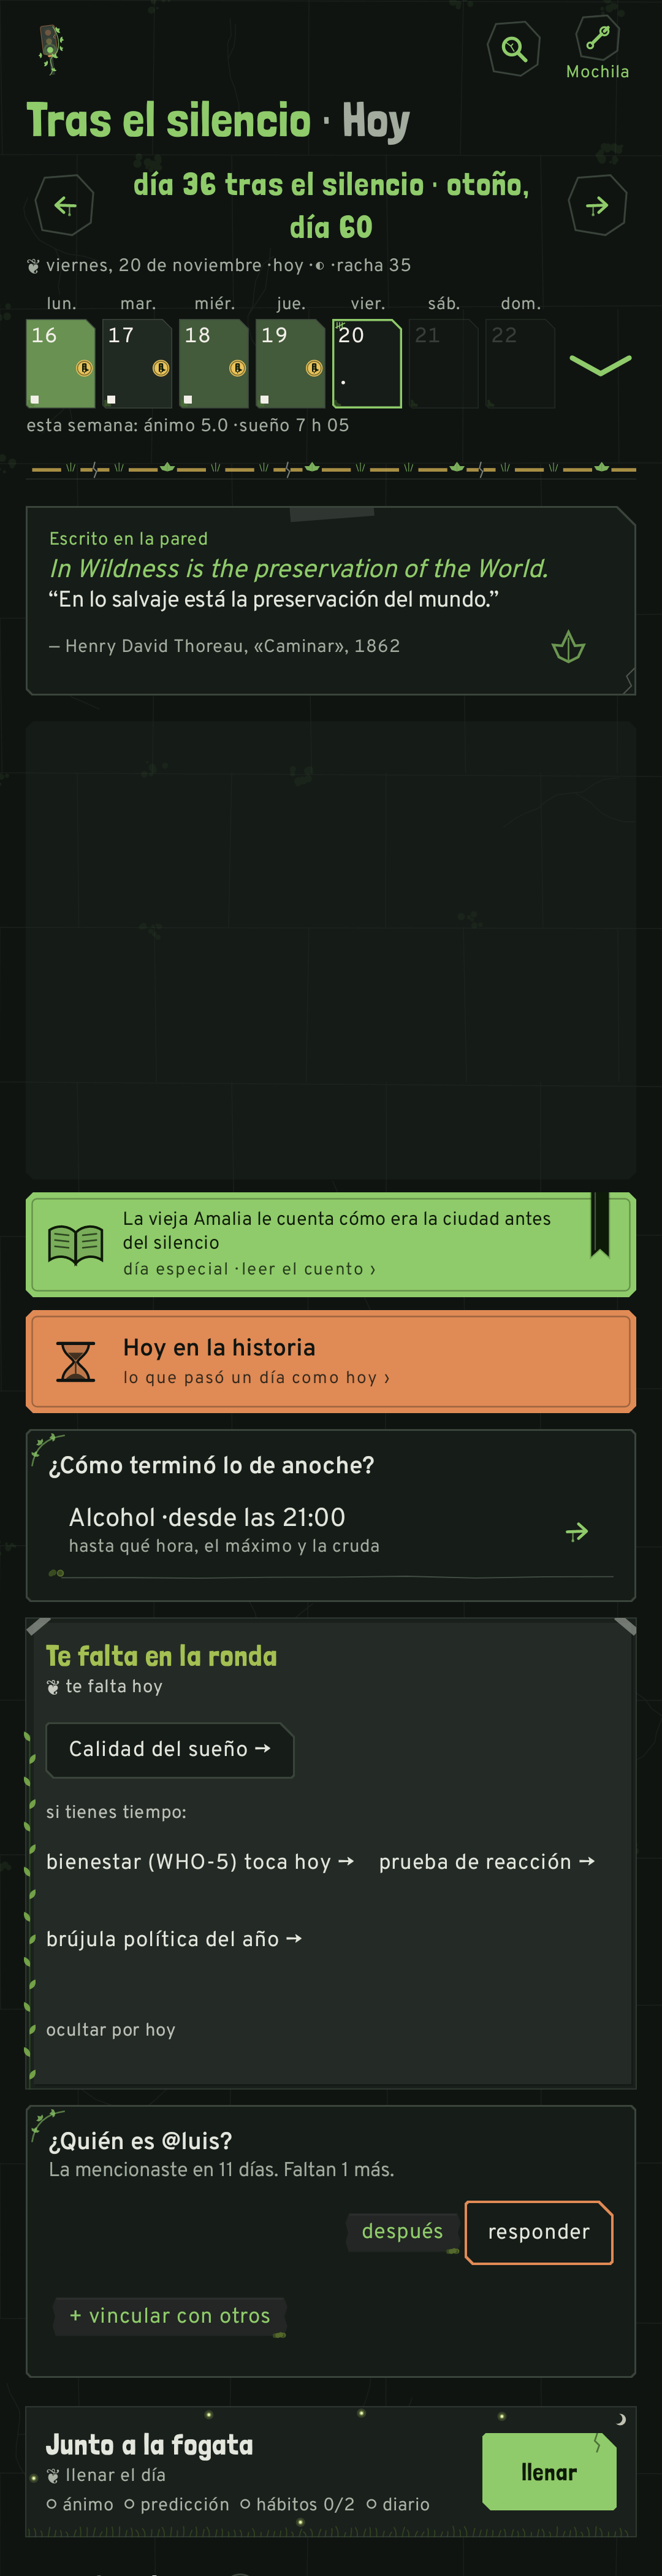 Mochila
Tras el silencio · Hoy
día 36 tras el silencio · otoño,
día 60
viernes, 20 de noviembre ·hoy · ·racha 35
lun. mar. miér. jue. vier. sáb. dom.
16 17 18 19 20 21 22
esta semana: ánimo 5.0 ·sueño 7 h 05
Escrito en la pared
In Wildness is the preservation of the World.
“En lo salvaje está la preservación del mundo.”
— Henry David Thoreau, «Caminar», 1862
La vieja Amalia le cuenta cómo era la ciudad antes
del silencio
día especial ·leer el cuento ›
Hoy en la historia
lo que pasó un día como hoy ›
¿Cómo terminó lo de anoche?
Alcohol ·desde las 21:00
hasta qué hora, el máximo y la cruda
Te falta en la ronda
te falta hoy
Calidad del sueño →
si tienes tiempo:
bienestar (WHO-5) toca hoy → prueba de reacción →
brújula política del año →
ocultar por hoy
¿Quién es @luis?
La mencionaste en 11 días. Faltan 1 más.
después responder
+ vincular con otros
Junto a la fogata
llenar el día
llenar
ánimo predicción hábitos 0/2 diario